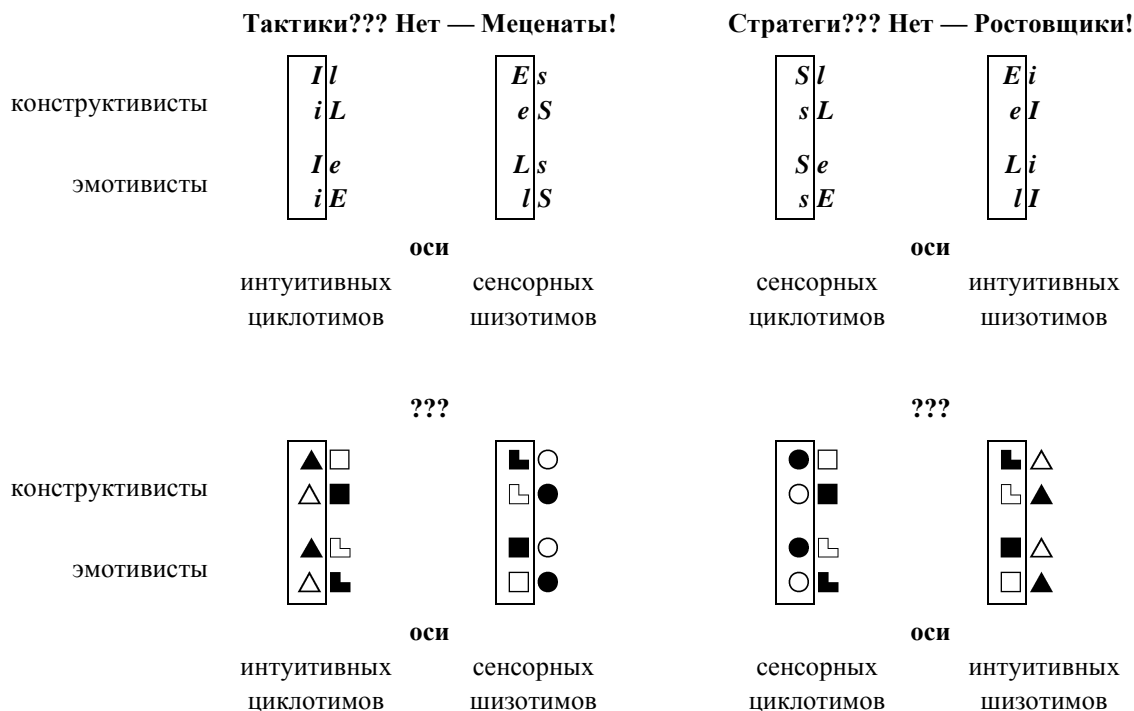 Тактики??? Нет — Меценаты! Стратеги??? Нет — Ростовщики!
I l E s S l E i
конструктивисты
i L e S s L e I
I e L s S e L i
эмотивисты
i E l S s E l I
оси оси
интуитивных сенсорных сенсорных интуитивных
циклотимов шизотимов циклотимов шизотимов
??? ???
конструктивисты
эмотивисты
оси оси
интуитивных сенсорных сенсорных интуитивных
циклотимов шизотимов циклотимов шизотимов